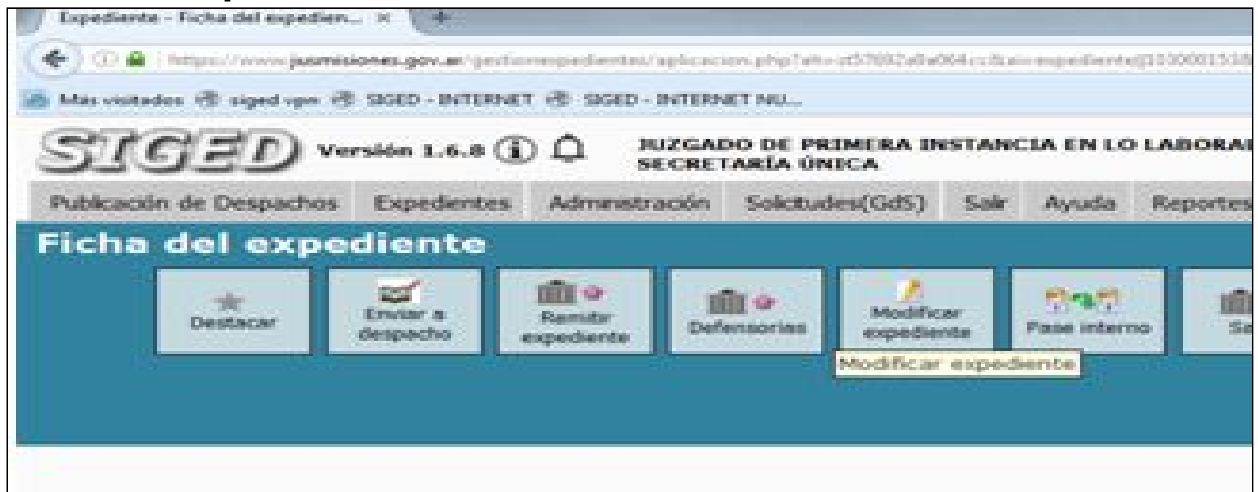 Expediente - Ficha del expedien... × +
https://www.jusmisiones.gov.ar/gestionexpedientes/aplicacion.php?
Más visitados siged vpn SIGED - INTERNET SIGED - INTERNET NU...
SIGED Versión 1.6.8 JUZGADO DE PRIMERA INSTANCIA EN LO LABORAL
SECRETARÍA ÚNICA
Publicación de Despachos Expedientes Administración Solicitudes(GdS) Salir Ayuda Reportes
Ficha del expediente
Destacar
Enviar a
despacho
Remitir
expediente
Defensorias
Modificar
expediente
Pase interno
Se
Modificar expediente